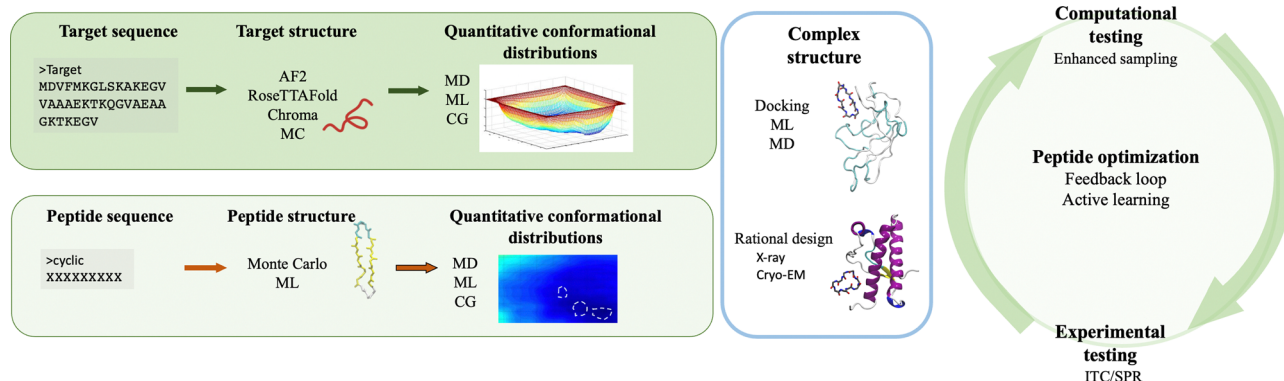 Target sequence
>Target
MDVFMKGLSKAKEGV
VAAAEKTKQGVAEAA
GKTKEGV
Target structure
AF2
RoseTTAFold
Chroma
MC
Quantitative conformational
distributions
MD
ML
CG
Peptide sequence
>cyclic
XXXXXXXXX
Peptide structure
Monte Carlo
ML
Quantitative conformational
distributions
MD
ML
CG
Complex
structure
Docking
ML
MD
Rational design
X-ray
Cryo-EM
Computational
testing
Enhanced sampling
Peptide optimization
Feedback loop
Active learning
Experimental
testing
ITC/SPR